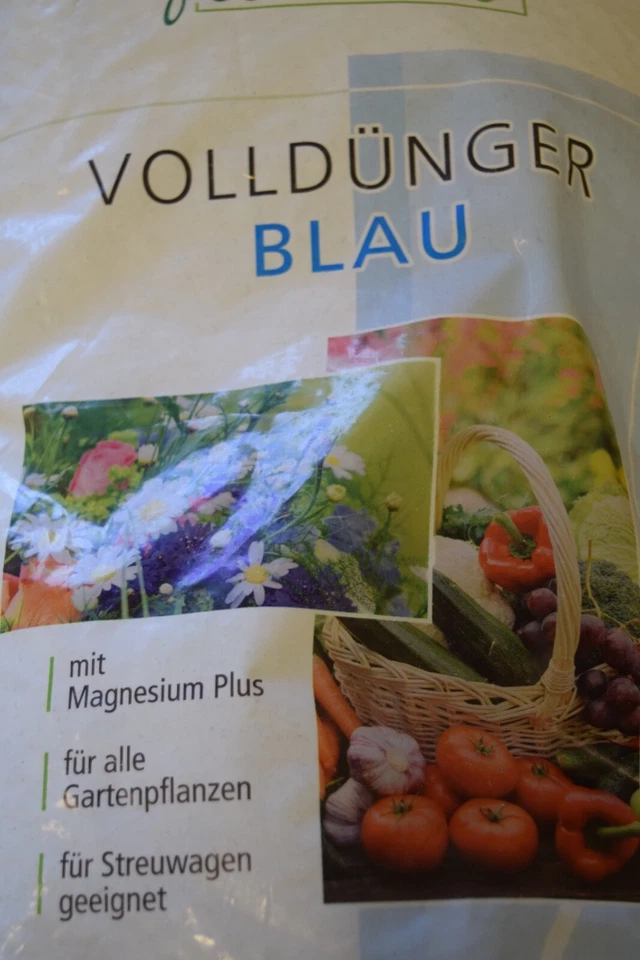 VOLLDÜNGER
BLAU
mit
Magnesium Plus
für alle
Gartenpflanzen
für Streuwagen
geeignet